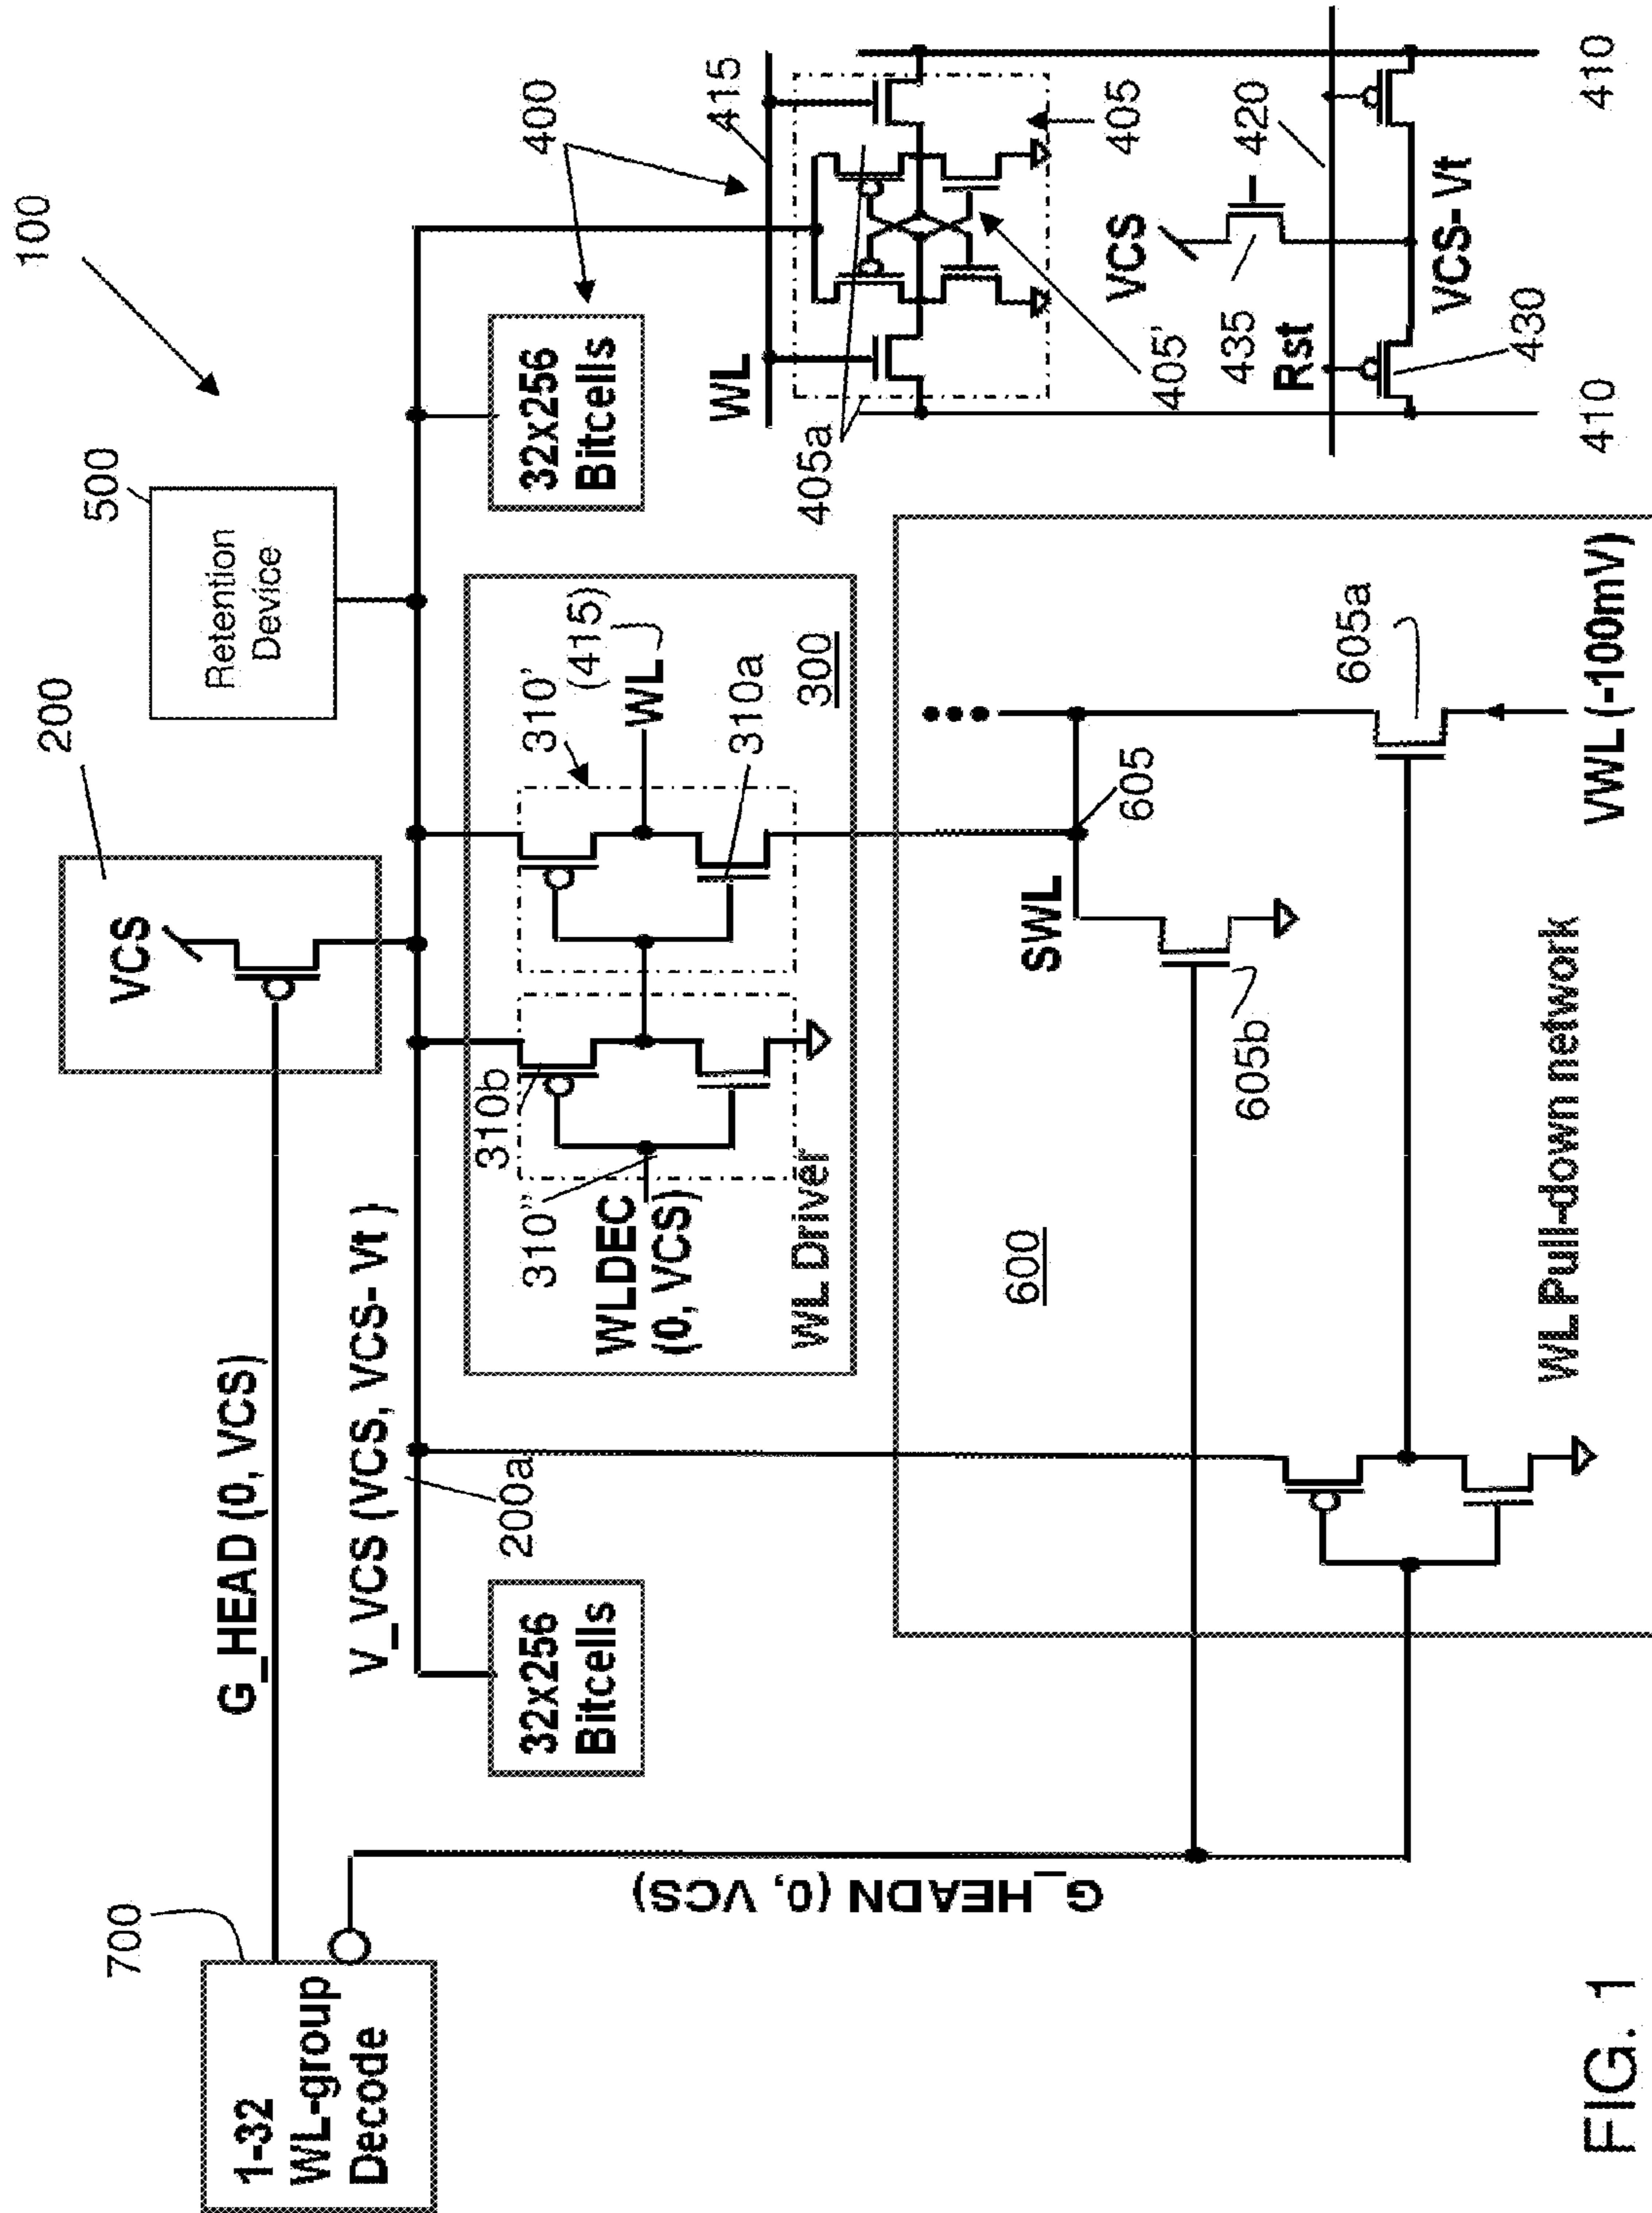 100
200
VCS
500
Retention
Device
G_HEAD (0, VCS)
700
1-32
WL-group
Decode
V_VCS (VCS, VCS- Vt )
200a
32x256
Bitcells
G_HEADN (0, VCS)
310b
310''
WLDEC
(0, VCS)
WL Driver
310'
WL
(415)
310a
300
32x256
Bitcells
400
415
WL
405a
405
405'
VCS
435
420
Rst
VCS- Vt
430
410
410
600
SWL
605
605b
605a
VWL (-100mV)
WL Pull-down network
FIG. 1